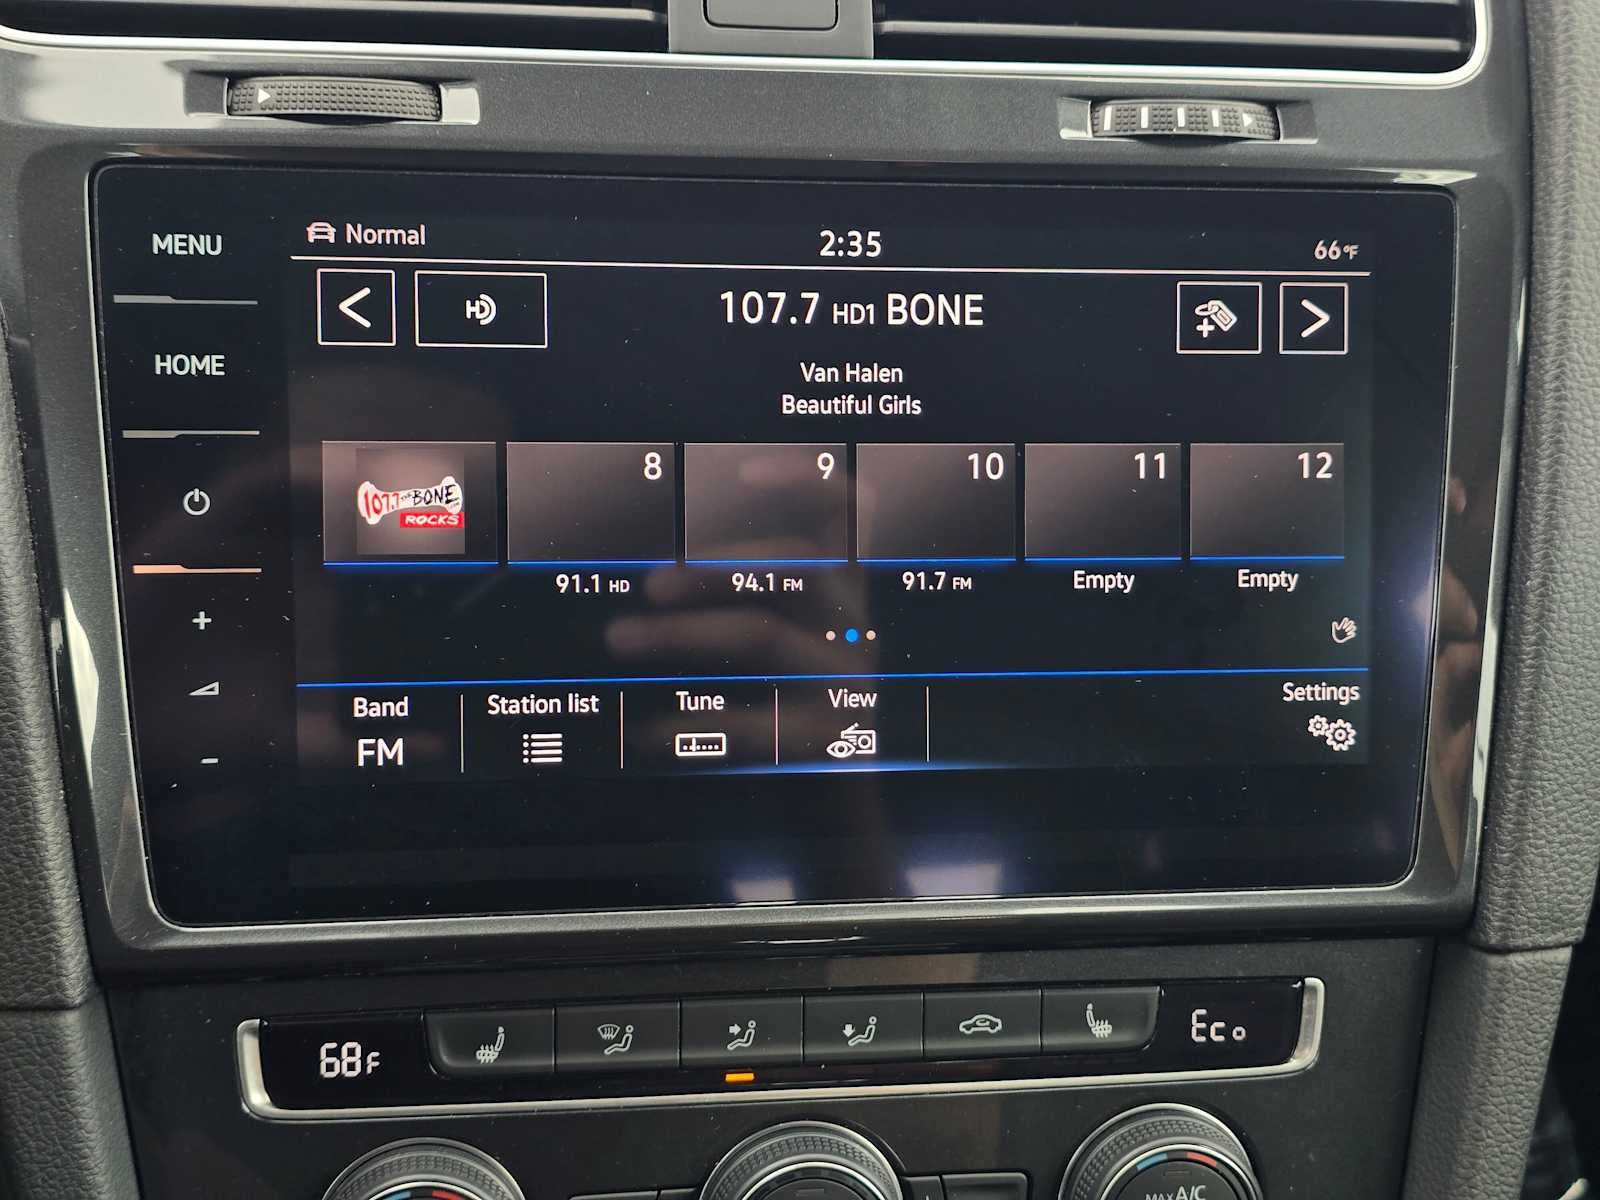 MENU
HOME
Normal
2:35
66°F
HD
107.7 HD1 BONE
Van Halen
Beautiful Girls
107.7 THE BONE
ROCKS
8
9
10
11
12
91.1 HD
94.1 FM
91.7 FM
Empty
Empty
+
-
Band
FM
Station list
Tune
View
Settings
68F
Eco
MAX A/C